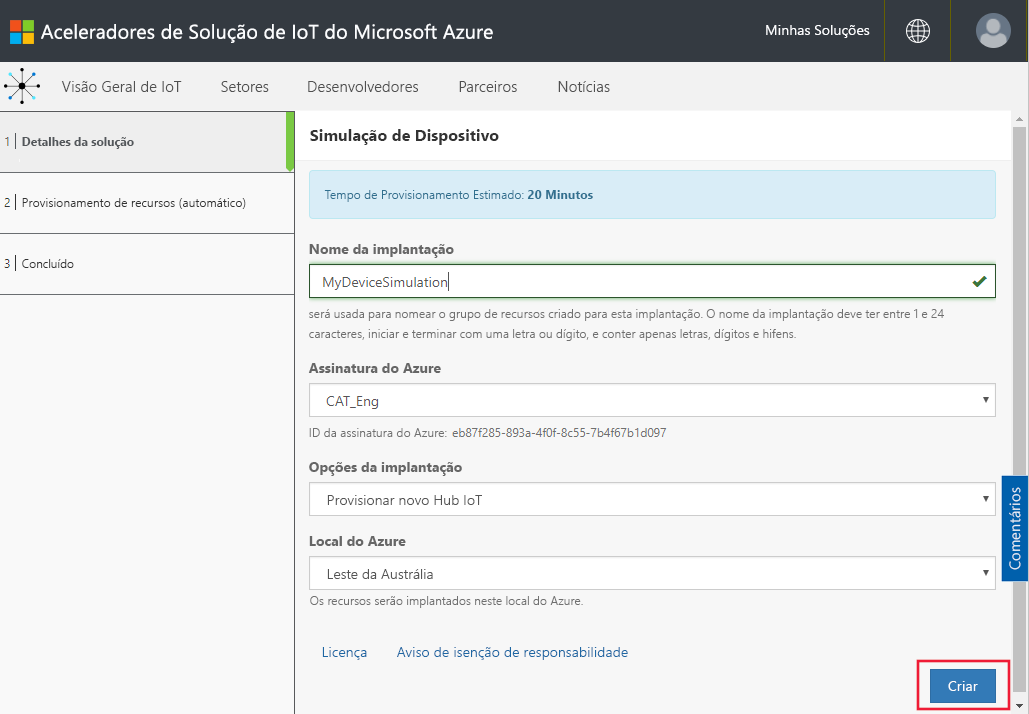 Aceleradores de Solução de IoT do Microsoft Azure
Minhas Soluções
Visão Geral de IoT
Setores
Desenvolvedores
Parceiros
Notícias
1 Detalhes da solução
2 Provisionamento de recursos (automático)
3 Concluído
Simulação de Dispositivo
Tempo de Provisionamento Estimado: 20 Minutos
Nome da implantação
MyDeviceSimulation
será usada para nomear o grupo de recursos criado para esta implantação. O nome da implantação deve ter entre 1 e 24
caracteres, iniciar e terminar com uma letra ou dígito, e conter apenas letras, dígitos e hifens.
Assinatura do Azure
CAT_Eng
ID da assinatura do Azure: eb87f285-893a-4f0f-8c55-7b4f67b1d097
Opções da implantação
Provisionar novo Hub IoT
Local do Azure
Leste da Austrália
Os recursos serão implantados neste local do Azure.
Licença
Aviso de isenção de responsabilidade
Criar
Comentários